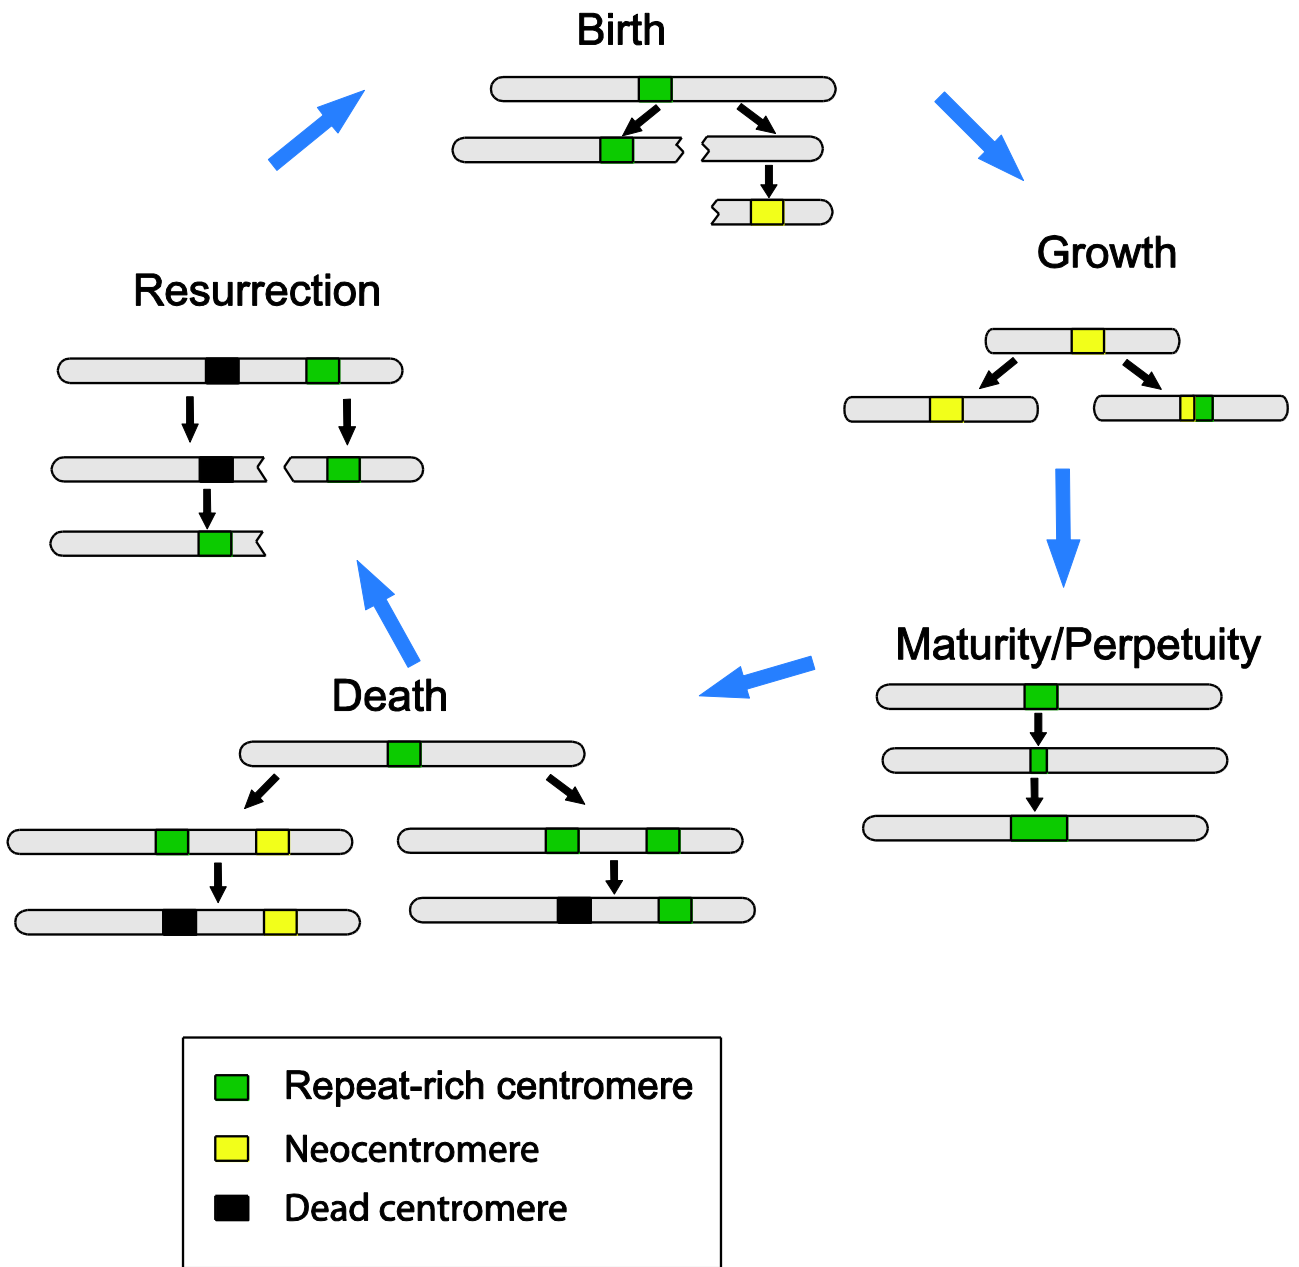 Birth
Growth
Resurrection
Maturity/Perpetuity
Death
Repeat-rich centromere
Neocentromere
Dead centromere